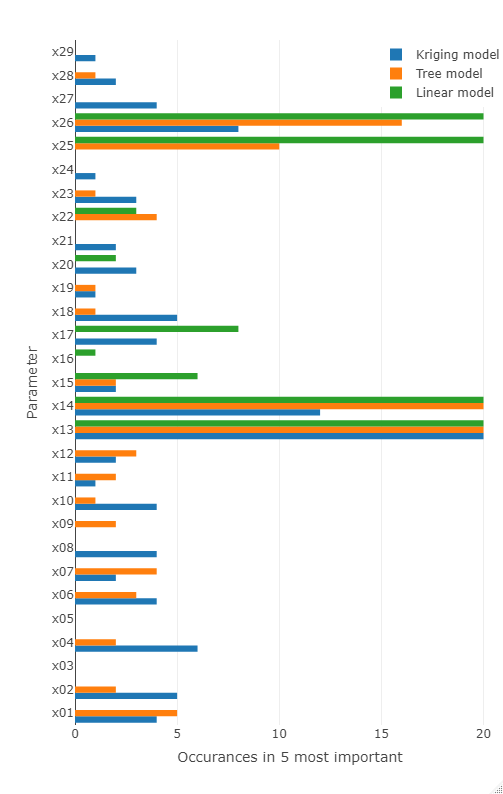 Kriging model
Tree model
Linear model
x29
x28
x27
x26
x25
x24
x23
x22
x21
x20
x19
x18
x17
x16
x15
x14
x13
x12
x11
x10
x09
x08
x07
x06
x05
x04
x03
x02
x01
Parameter
0 5 10 15 20
Occurances in 5 most important